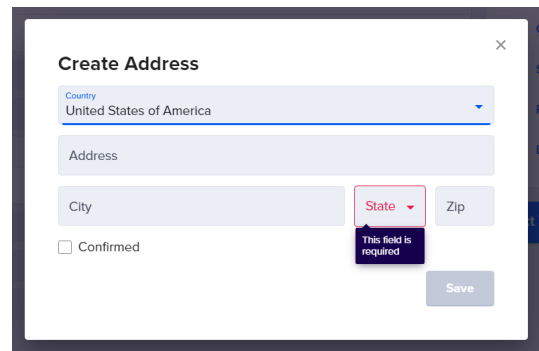 Create Address
Country
United States of America
Address
City
State
Zip
This field is
required
Confirmed
Save